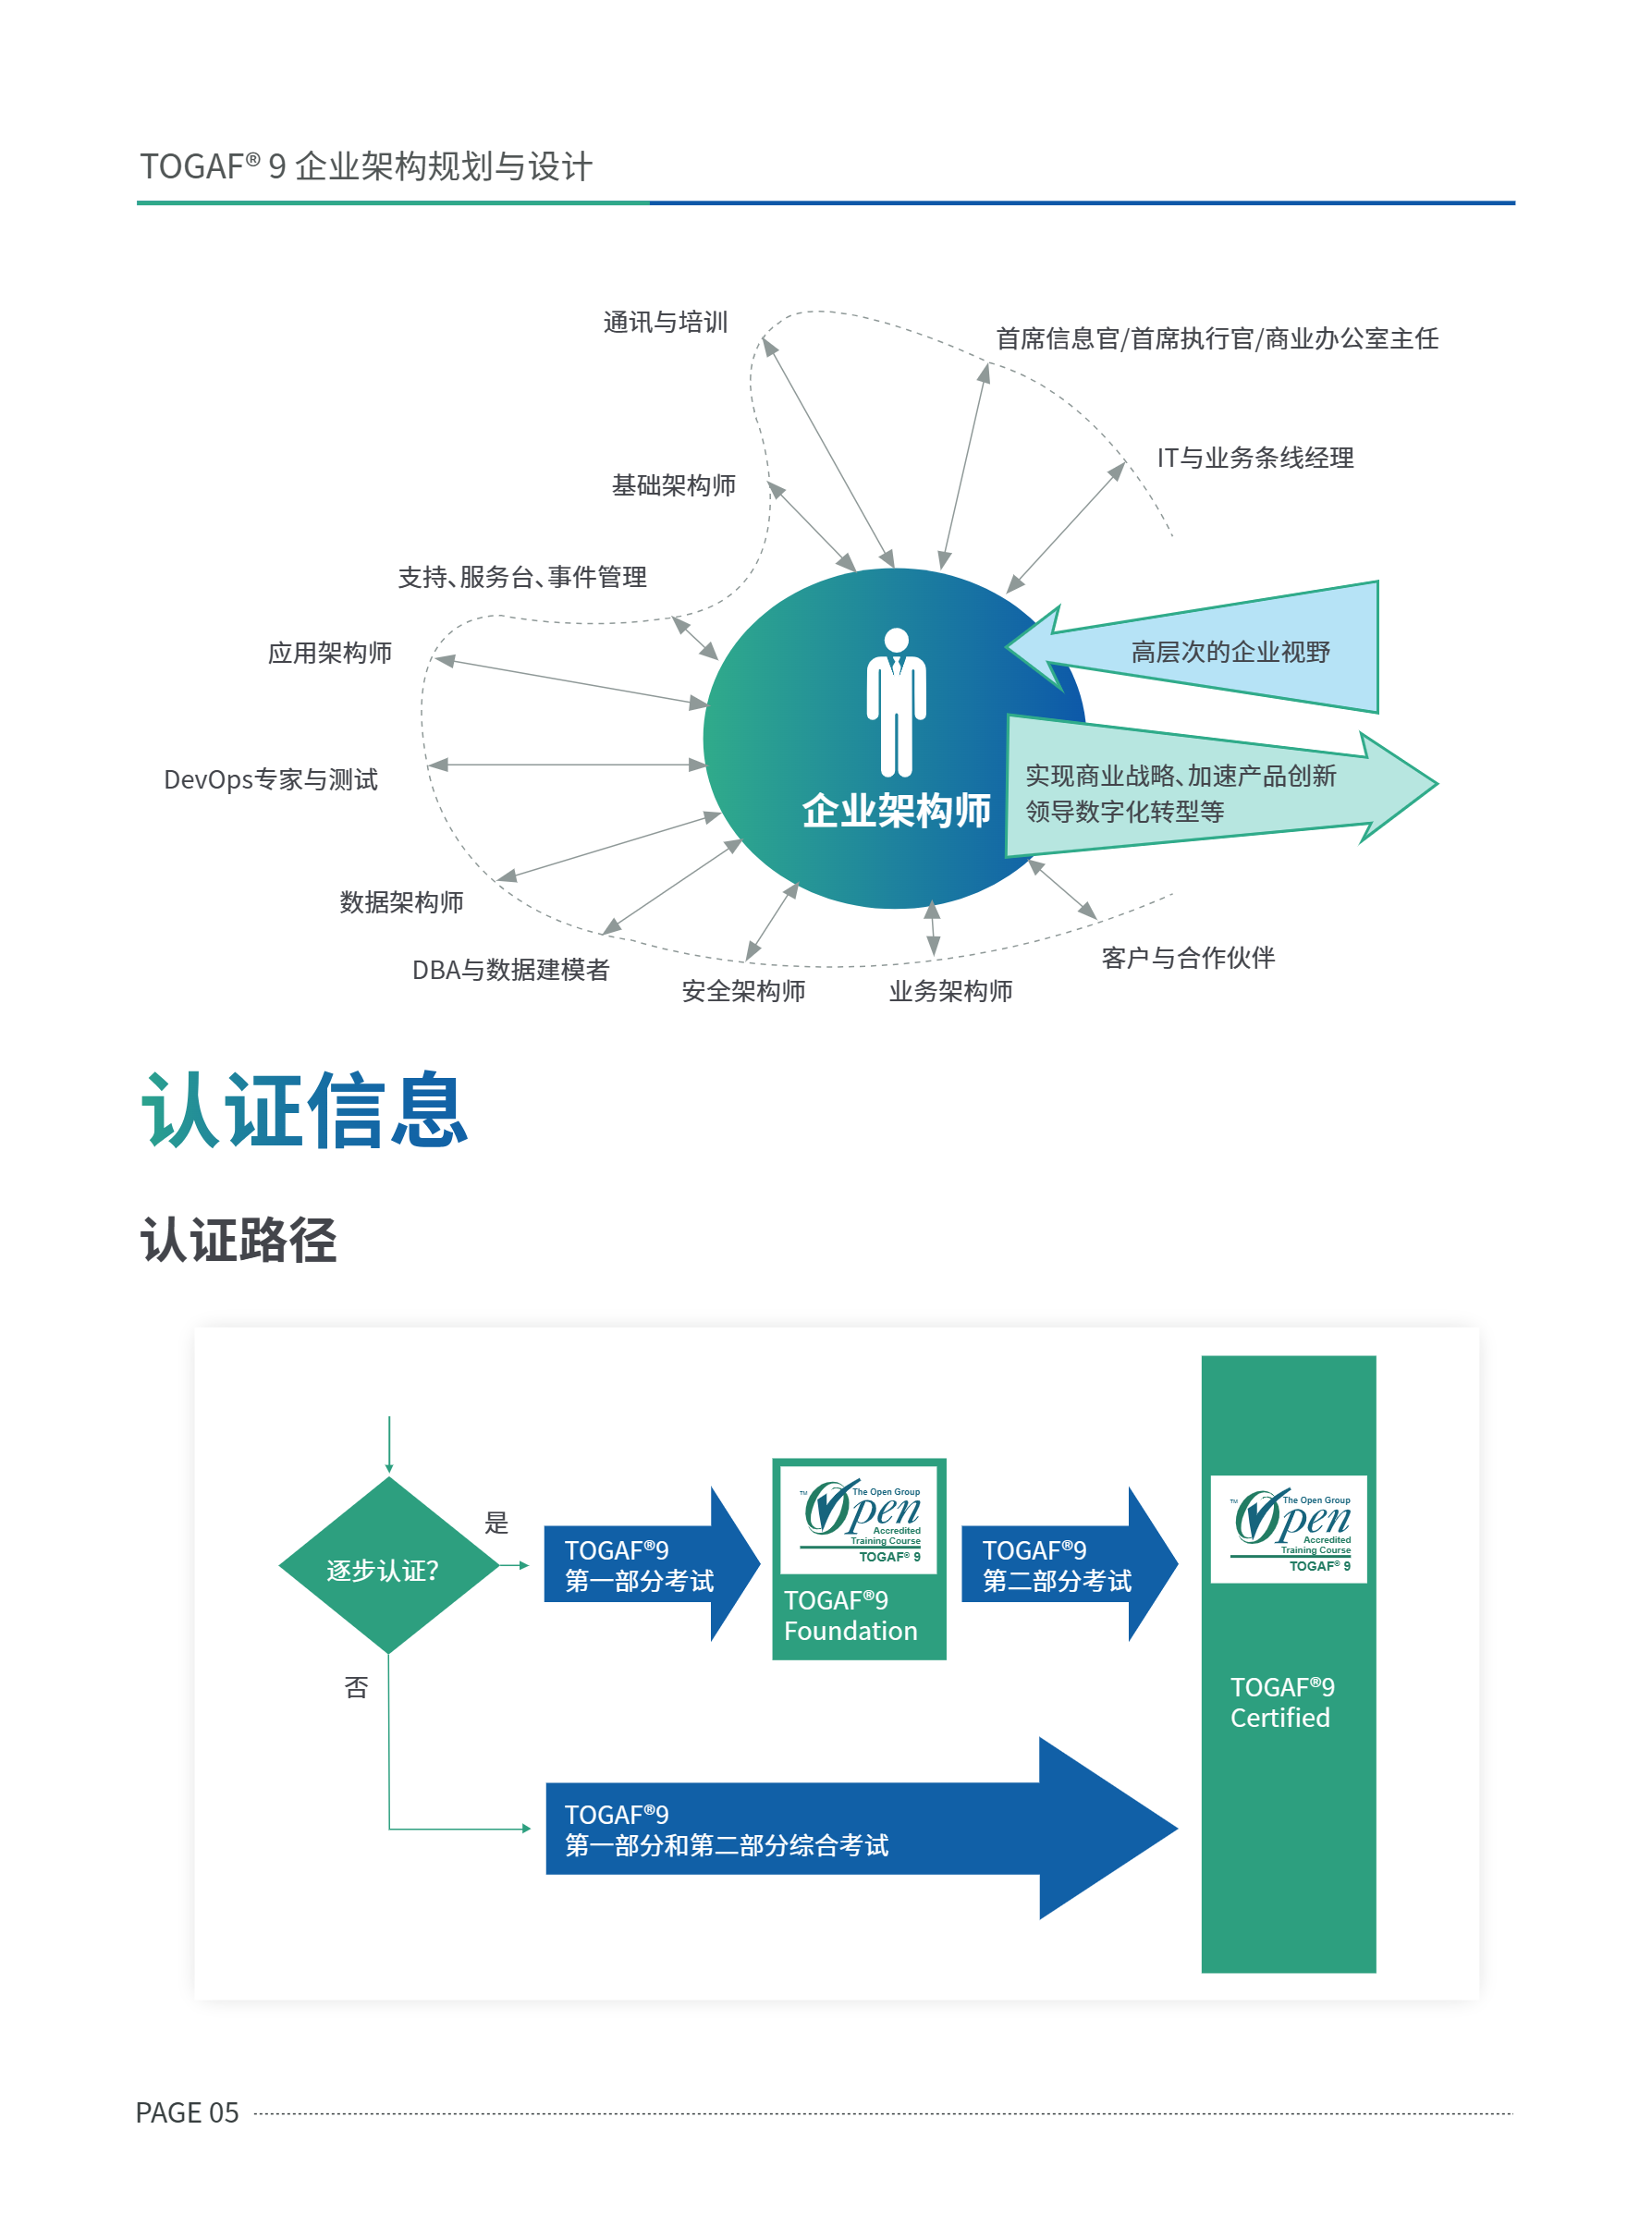 TOGAF® 9 企业架构规划与设计
通讯与培训
首席信息官/首席执行官/商业办公室主任
IT与业务条线经理
基础架构师
支持、服务台、事件管理
应用架构师
高层次的企业视野
DevOps专家与测试
企业架构师
实现商业战略、加速产品创新
领导数字化转型等
数据架构师
DBA与数据建模者
安全架构师
业务架构师
客户与合作伙伴
认证信息
认证路径
是
逐步认证？
否
TOGAF®9
第一部分考试
TM
The Open Group
Open
Accredited
Training Course
TOGAF® 9
TOGAF®9
Foundation
TOGAF®9
第二部分考试
TM
The Open Group
Open
Accredited
Training Course
TOGAF® 9
TOGAF®9
Certified
TOGAF®9
第一部分和第二部分综合考试
PAGE 05